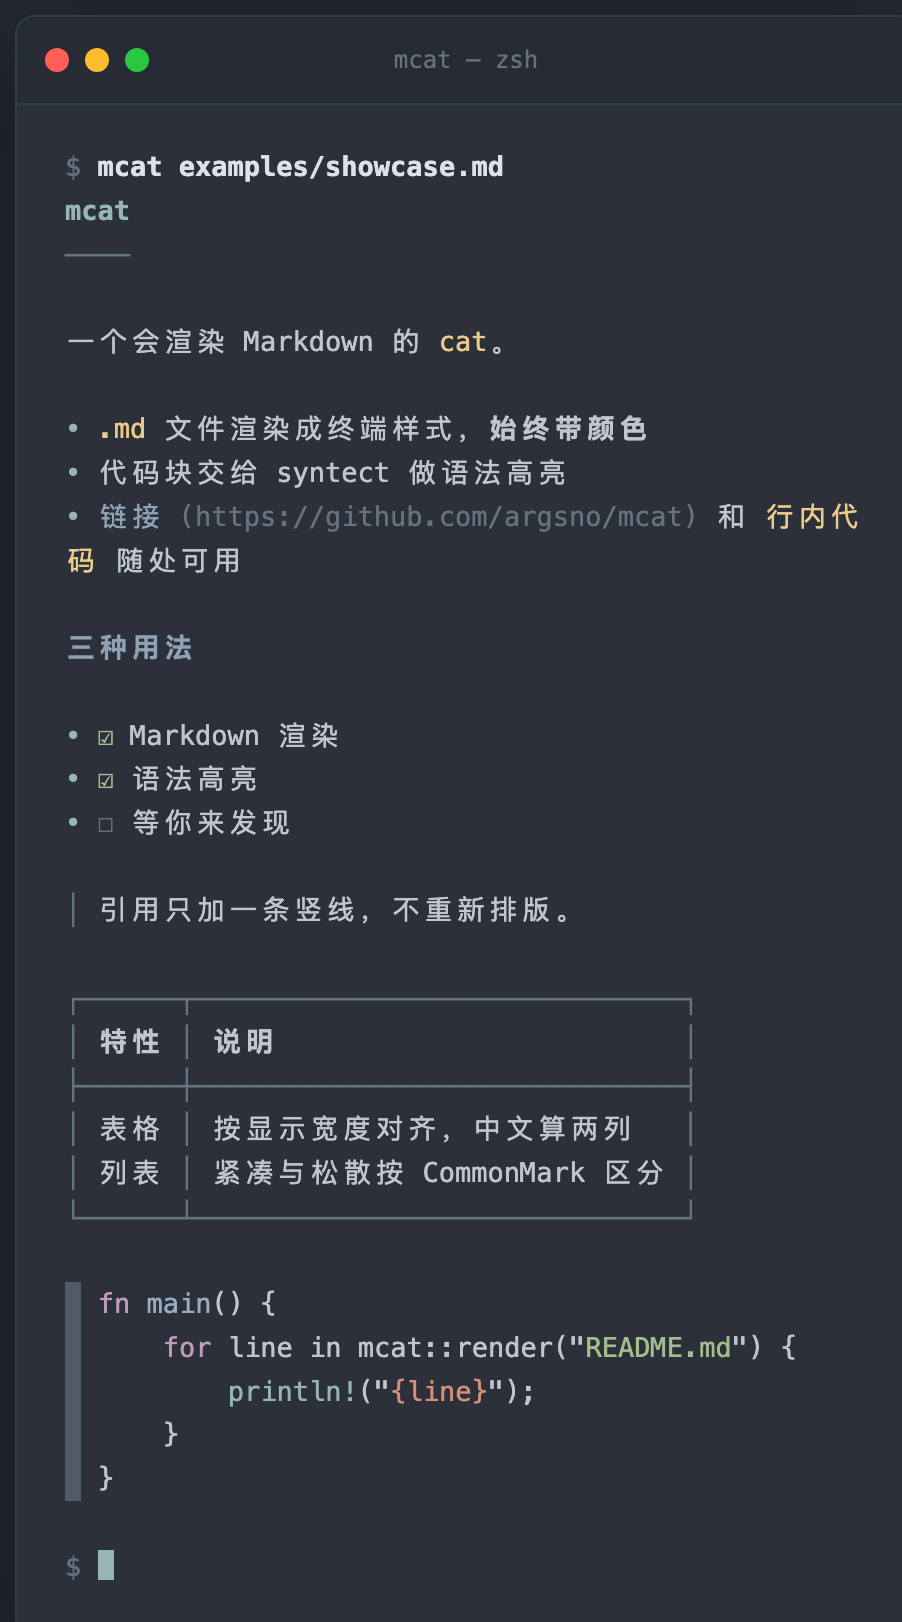 mcat — zsh
$ mcat examples/showcase.md
mcat
一个会渲染 Markdown 的 cat。
• .md 文件渲染成终端样式，始终带颜色
• 代码块交给 syntect 做语法高亮
• 链接 (https://github.com/argsno/mcat) 和 行内代
码 随处可用
三种用法
• ☑ Markdown 渲染
• ☑ 语法高亮
• ☐ 等你来发现
│ 引用只加一条竖线，不重新排版。
│ 特性 │ 说明 │
│ 表格 │ 按显示宽度对齐，中文算两列 │
│ 列表 │ 紧凑与松散按 CommonMark 区分 │
fn main() {
    for line in mcat::render("README.md") {
        println!("{line}");
    }
}
$